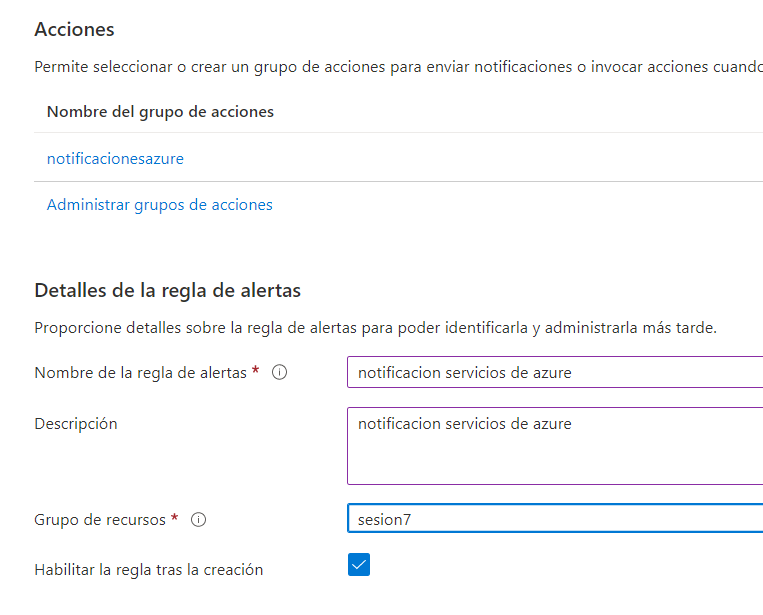 Acciones
Permite seleccionar o crear un grupo de acciones para enviar notificaciones o invocar acciones cuando
Nombre del grupo de acciones
notificacionesazure
Administrar grupos de acciones
Detalles de la regla de alertas
Proporcione detalles sobre la regla de alertas para poder identificarla y administrarla más tarde.
Nombre de la regla de alertas * notificacion servicios de azure
Descripción notificacion servicios de azure
Grupo de recursos * sesion7
Habilitar la regla tras la creación